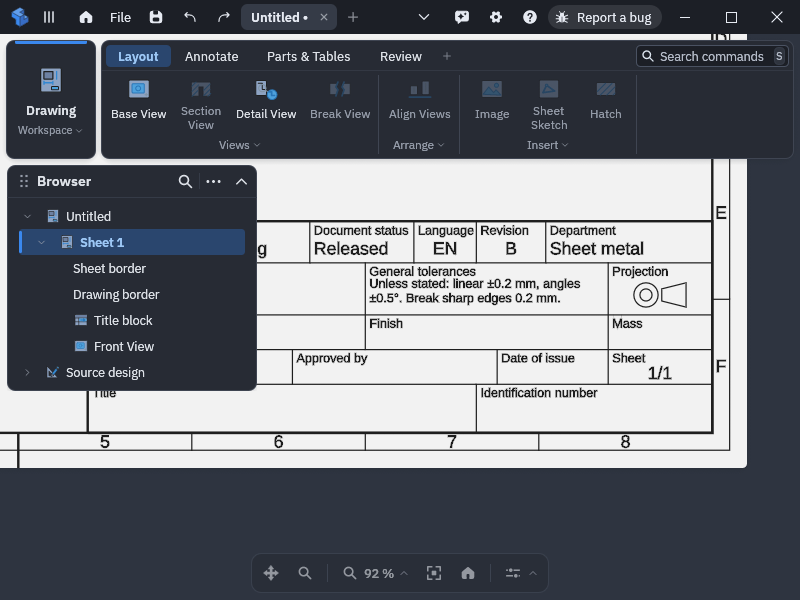 File
Untitled •
Report a bug
Drawing
Workspace
Layout
Annotate
Parts & Tables
Review
Search commands
S
Base View
Section View
Detail View
Break View
Views
Align Views
Arrange
Image
Sheet Sketch
Hatch
Insert
Browser
Untitled
Sheet 1
Sheet border
Drawing border
Title block
Front View
Source design
Document status
Released
Language
EN
Revision
B
Department
Sheet metal
General tolerances
Unless stated: linear ±0.2 mm, angles
±0.5°. Break sharp edges 0.2 mm.
Projection
Finish
Mass
Approved by
Date of issue
Sheet
1/1
Title
Identification number
E
F
5
6
7
8
92 %